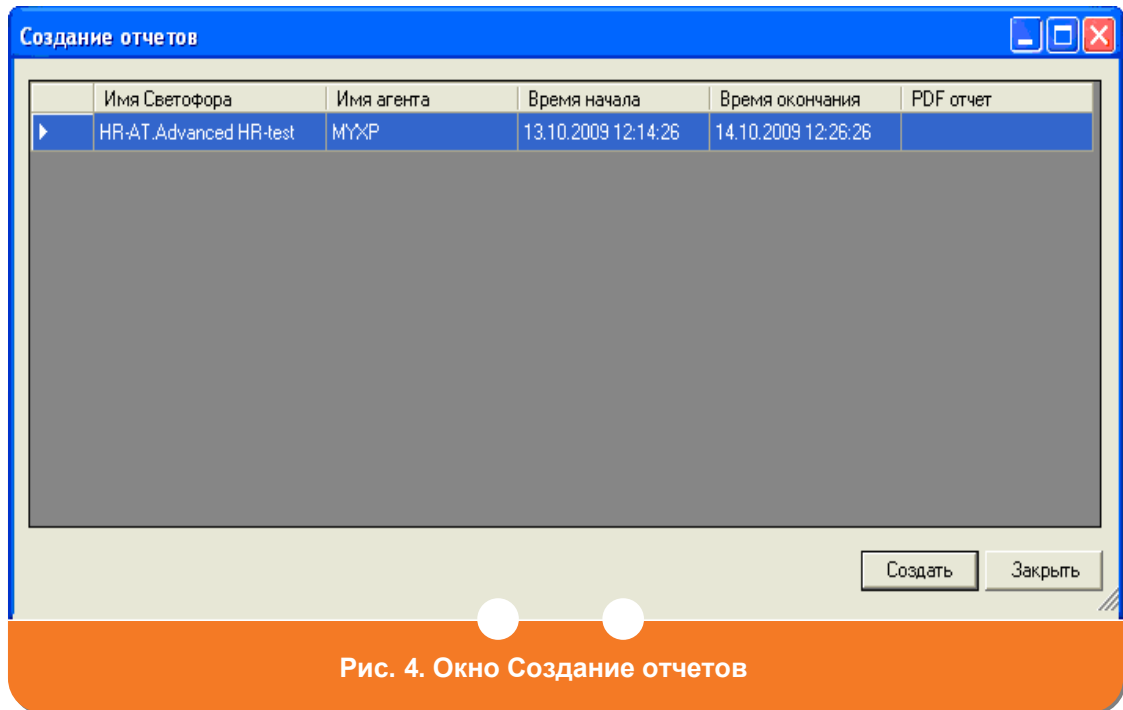 Создание отчетов
Имя Светофора Имя агента Время начала Время окончания PDF отчет
HR-AT.Advanced HR-test MYXP 13.10.2009 12:14:26 14.10.2009 12:26:26
Создать Закрыть
Рис. 4. Окно Создание отчетов